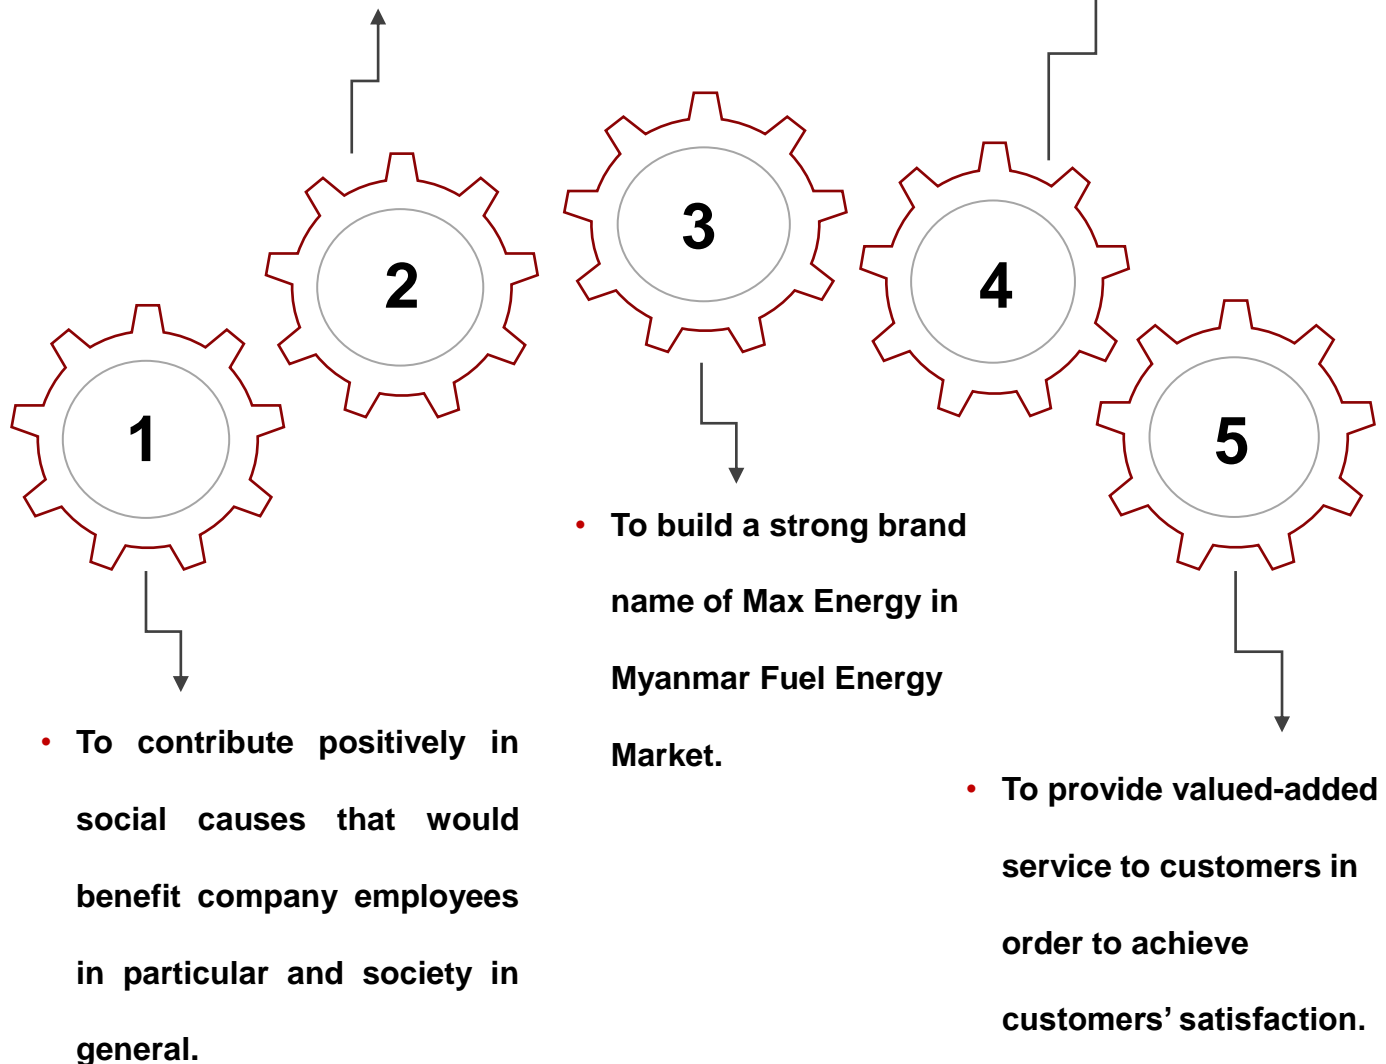 1
2
3
4
5
• To contribute positively in
social causes that would
benefit company employees
in particular and society in
general.
• To build a strong brand
name of Max Energy in
Myanmar Fuel Energy
Market.
• To provide valued-added
service to customers in
order to achieve
customers’ satisfaction.